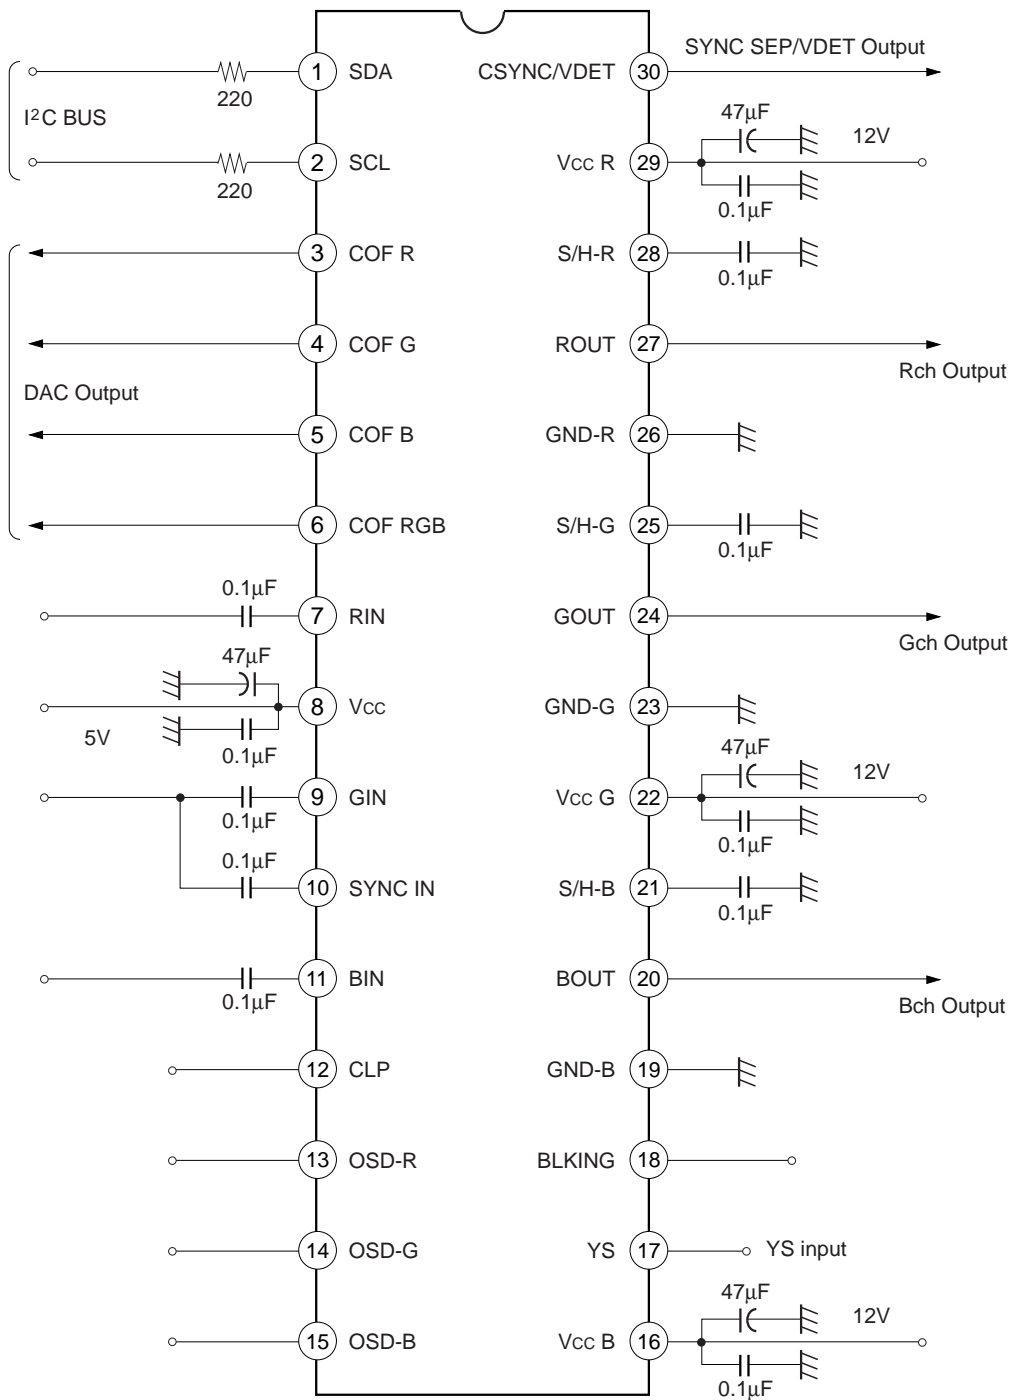 I²C BUS
220
220
1 SDA
2 SCL
3 COF R
4 COF G
DAC Output
5 COF B
6 COF RGB
0.1µF
7 RIN
47µF
8 VCC
5V
0.1µF
9 GIN
0.1µF
0.1µF
10 SYNC IN
11 BIN
0.1µF
12 CLP
13 OSD-R
14 OSD-G
15 OSD-B
SYNC SEP/VDET Output
CSYNC/VDET 30
47µF
12V
VCC R 29
0.1µF
S/H-R 28
0.1µF
ROUT 27
Rch Output
GND-R 26
S/H-G 25
0.1µF
GOUT 24
Gch Output
GND-G 23
47µF
12V
VCC G 22
0.1µF
S/H-B 21
0.1µF
BOUT 20
Bch Output
GND-B 19
BLKING 18
YS 17 YS input
47µF
12V
VCC B 16
0.1µF